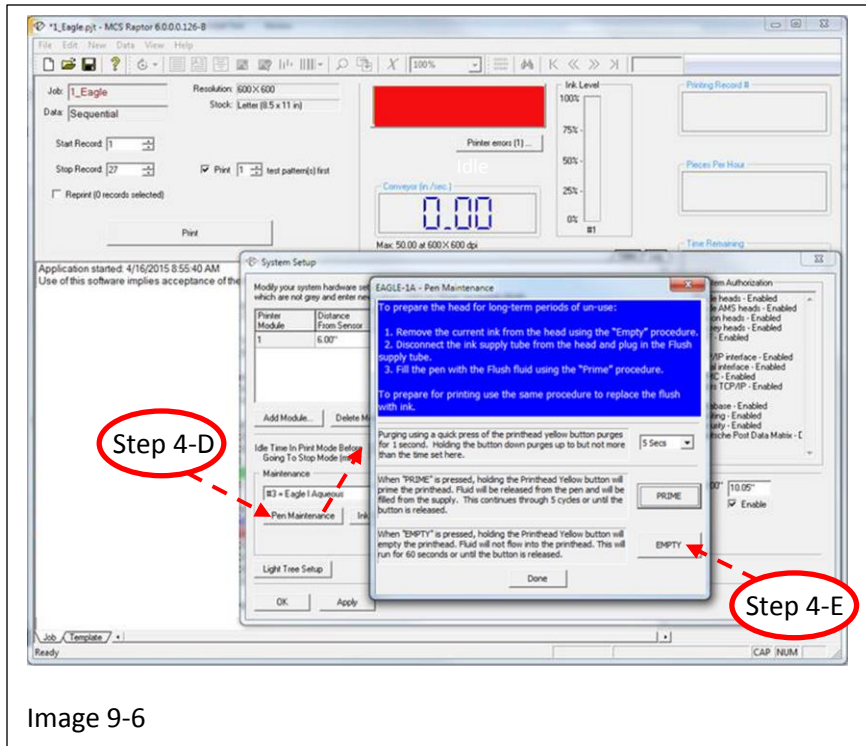 *1_Eagle.pjt - MCS Raptor 6.0.0.0.126-B
File Edit New Data View Help
100%
Job: 1_Eagle
Resolution: 600 X 600
Data: Sequential
Stock: Letter (8.5 x 11 in)
Start Record: 1
Stop Record: 27
Print 1 test pattern(s) first
Reprint (0 records selected)
Print
Printer errors (1) ...
Idle
Conveyor (in./sec.)
0.00
Max: 50.00 at 600 X 600 dpi
Ink Level
100%
75%
50%
25%
0%
#1
Printing Record #
Pieces Per Hour
Time Remaining
Application started: 4/16/2015 8:55:40 AM
Use of this software implies acceptance of the
System Setup
Modify your system hardware set
which are not grey and enter ne
Printer Module
Distance From Sensor
1 6.00"
Add Module...
Delete M
Idle Time In Print Mode Before
Going To Stop Mode (m
Maintenance
#3 = Eagle I Aqueous
Pen Maintenance
Ink
Light Tree Setup
OK
Apply
EAGLE-1A - Pen Maintenance
To prepare the head for long-term periods of un-use:
1. Remove the current ink from the head using the "Empty" procedure.
2. Disconnect the ink supply tube from the head and plug in the Flush
supply tube.
3. Fill the pen with the Flush fluid using the "Prime" procedure.
To prepare for printing use the same procedure to replace the flush
with ink.
Purging using a quick press of the printhead yellow button purges
for 1 second. Holding the button down purges up to but not more
than the time set here.
5 Secs
When "PRIME" is pressed, holding the Printhead Yellow button will
prime the printhead. Fluid will be released from the pen and will be
filled from the supply. This continues through 5 cycles or until the
button is released.
PRIME
When "EMPTY" is pressed, holding the Printhead Yellow button will
empty the printhead. Fluid will not flow into the printhead. This will
run for 60 seconds or until the button is released.
EMPTY
Done
tem Authorization
e heads - Enabled
le AMS heads - Enabled
on heads - Enabled
ey heads - Enabled
- Enabled
/IP interface - Enabled
al interface - Enabled
MC - Enabled
s TCP/IP - Enabled
abase - Enabled
ting - Enabled
urity - Enabled
tsche Post Data Matrix - D
00" 10.05"
Enable
Step 4-D
Step 4-E
Job Template
Ready
CAP NUM
Image 9-6